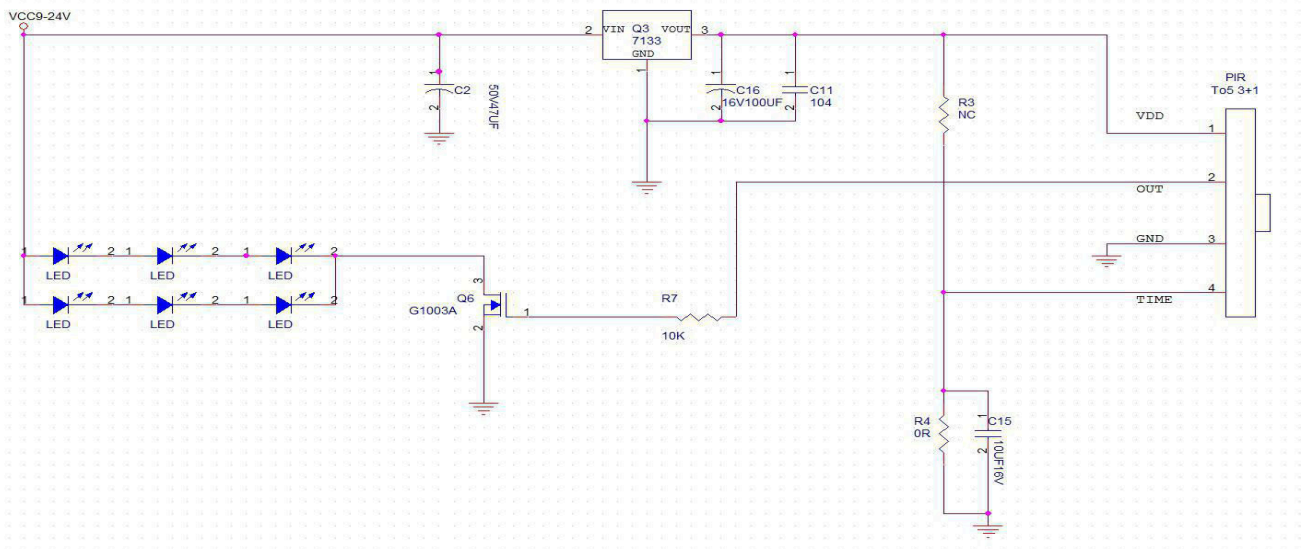 VCC9-24V
2
VIN
Q3
VOUT
3
7133
GND
1
1
C2
2
50V47UF
1
C16
2
16V100UF
1
C11
2
104
R3
NC
PIR
To5 3+1
VDD
1
OUT
2
GND
3
TIME
4
1
LED
2
1
LED
2
1
LED
2
1
LED
2
1
LED
2
1
LED
2
3
Q6
G1003A
2
1
R7
10K
R4
0R
1
C15
2
10UF16V